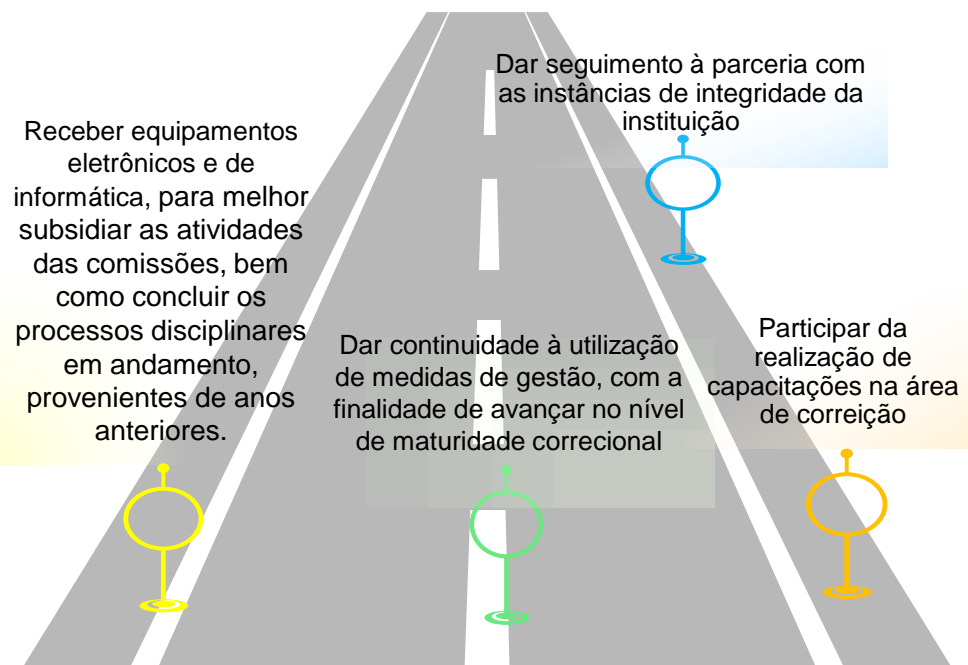 Receber equipamentos
eletrônicos e de
informática, para melhor
subsidiar as atividades
das comissões, bem
como concluir os
processos disciplinares
em andamento,
provenientes de anos
anteriores.
Dar continuidade à utilização
de medidas de gestão, com a
finalidade de avançar no nível
de maturidade correcional
Dar seguimento à parceria com
as instâncias de integridade da
instituição
Participar da
realização de
capacitações na área
de correição